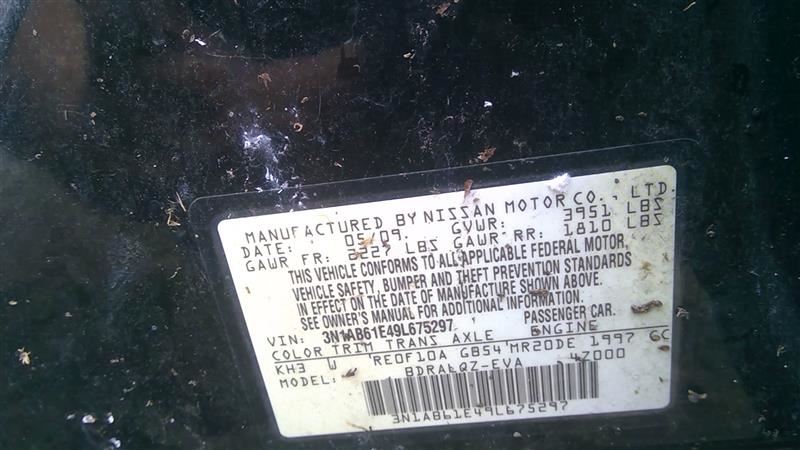 MANUFACTURED BY NISSAN MOTOR CO., LTD.
DATE: 05/09 GVWR: 3951 LBS
GAWR FR: 2227 LBS GAWR RR: 1810 LBS
THIS VEHICLE CONFORMS TO ALL APPLICABLE FEDERAL MOTOR
VEHICLE SAFETY, BUMPER AND THEFT PREVENTION STANDARDS
IN EFFECT ON THE DATE OF MANUFACTURE SHOWN ABOVE.
SEE OWNER'S MANUAL FOR ADDITIONAL INFORMATION.
VIN: 3N1AB61E49L675297 PASSENGER CAR.
COLOR TRIM TRANS AXLE ENGINE
KH3 W RE0F10A GB54 MR20DE 1997 6C
MODEL: BDRALQZ-EVA 47000
3N1AB61E49L675297